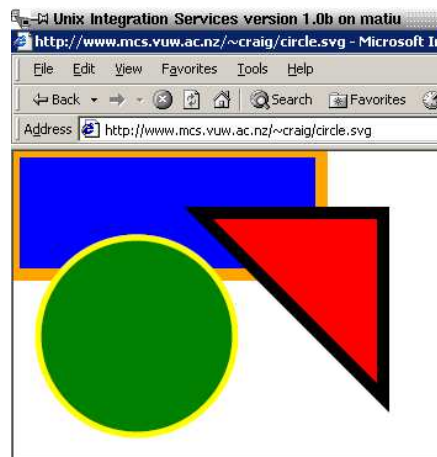 Unix Integration Services version 1.0b on matiu
http://www.mcs.vuw.ac.nz/~craig/circle.svg - Microsoft In
File Edit View Favorites Tools Help
Back Search Favorites
Address http://www.mcs.vuw.ac.nz/~craig/circle.svg